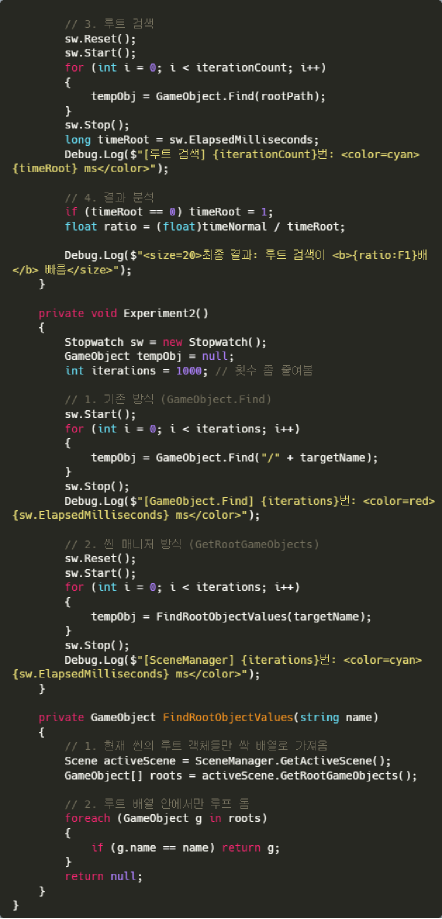 // 3. 루트 검색
sw.Reset();
sw.Start();
for (int i = 0; i < iterationCount; i++)
{
tempObj = GameObject.Find(rootPath);
}
sw.Stop();
long timeRoot = sw.ElapsedMilliseconds;
Debug.Log($"[루트 검색] {iterationCount}번: <color=cyan>
{timeRoot} ms</color>");
// 4. 결과 분석
if (timeRoot == 0) timeRoot = 1;
float ratio = (float)timeNormal / timeRoot;
Debug.Log($"<size=20>최종 결과: 루트 검색이 <b>{ratio:F1}배
</b> 빠름</size>");
}
private void Experiment2()
{
Stopwatch sw = new Stopwatch();
GameObject tempObj = null;
int iterations = 1000; // 횟수 좀 줄여봄
// 1. 기존 방식 (GameObject.Find)
sw.Start();
for (int i = 0; i < iterations; i++)
{
tempObj = GameObject.Find("/" + targetName);
}
sw.Stop();
Debug.Log($"[GameObject.Find] {iterations}번: <color=red>
{sw.ElapsedMilliseconds} ms</color>");
// 2. 씬 매니저 방식 (GetRootGameObjects)
sw.Reset();
sw.Start();
for (int i = 0; i < iterations; i++)
{
tempObj = FindRootObjectValues(targetName);
}
sw.Stop();
Debug.Log($"[SceneManager] {iterations}번: <color=cyan>
{sw.ElapsedMilliseconds} ms</color>");
}
private GameObject FindRootObjectValues(string name)
{
// 1. 현재 씬의 루트 객체들만 싹 배열로 가져옴
Scene activeScene = SceneManager.GetActiveScene();
GameObject[] roots = activeScene.GetRootGameObjects();
// 2. 루트 배열 안에서만 루프 돔
foreach (GameObject g in roots)
{
if (g.name == name) return g;
}
return null;
}
}